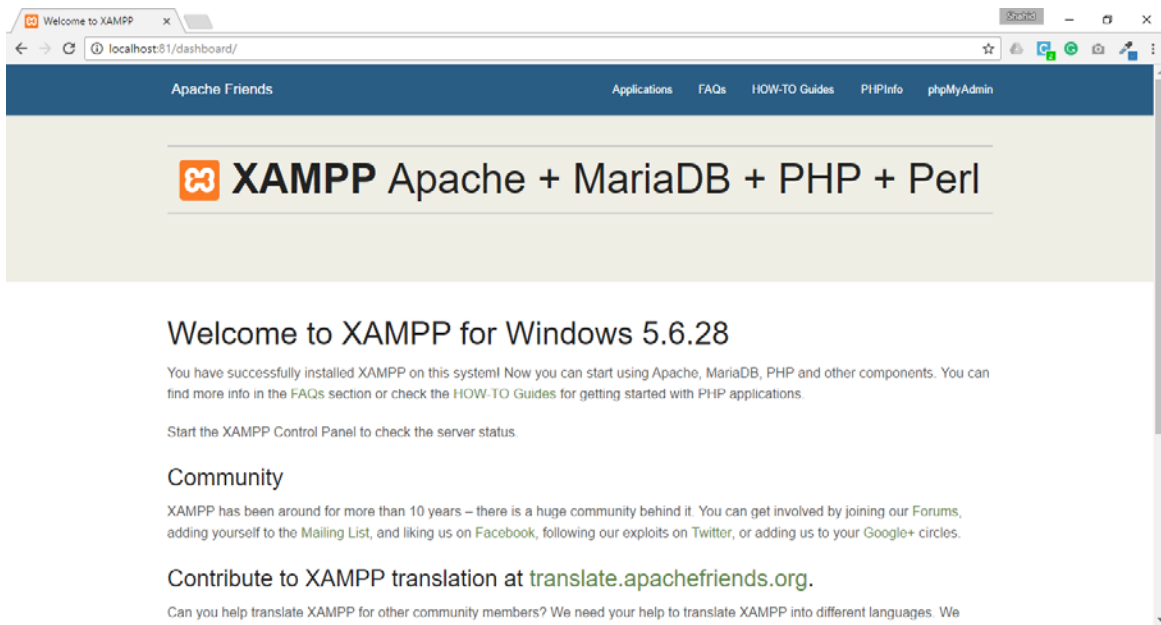 Welcome to XAMPP
Shahid
localhost:81/dashboard/
Apache Friends
Applications FAQs HOW-TO Guides PHPInfo phpMyAdmin
XAMPP Apache + MariaDB + PHP + Perl
Welcome to XAMPP for Windows 5.6.28
You have successfully installed XAMPP on this system! Now you can start using Apache, MariaDB, PHP and other components. You can
find more info in the FAQs section or check the HOW-TO Guides for getting started with PHP applications.
Start the XAMPP Control Panel to check the server status.
Community
XAMPP has been around for more than 10 years – there is a huge community behind it. You can get involved by joining our Forums,
adding yourself to the Mailing List, and liking us on Facebook, following our exploits on Twitter, or adding us to your Google+ circles.
Contribute to XAMPP translation at translate.apachefriends.org.
Can you help translate XAMPP for other community members? We need your help to translate XAMPP into different languages. We